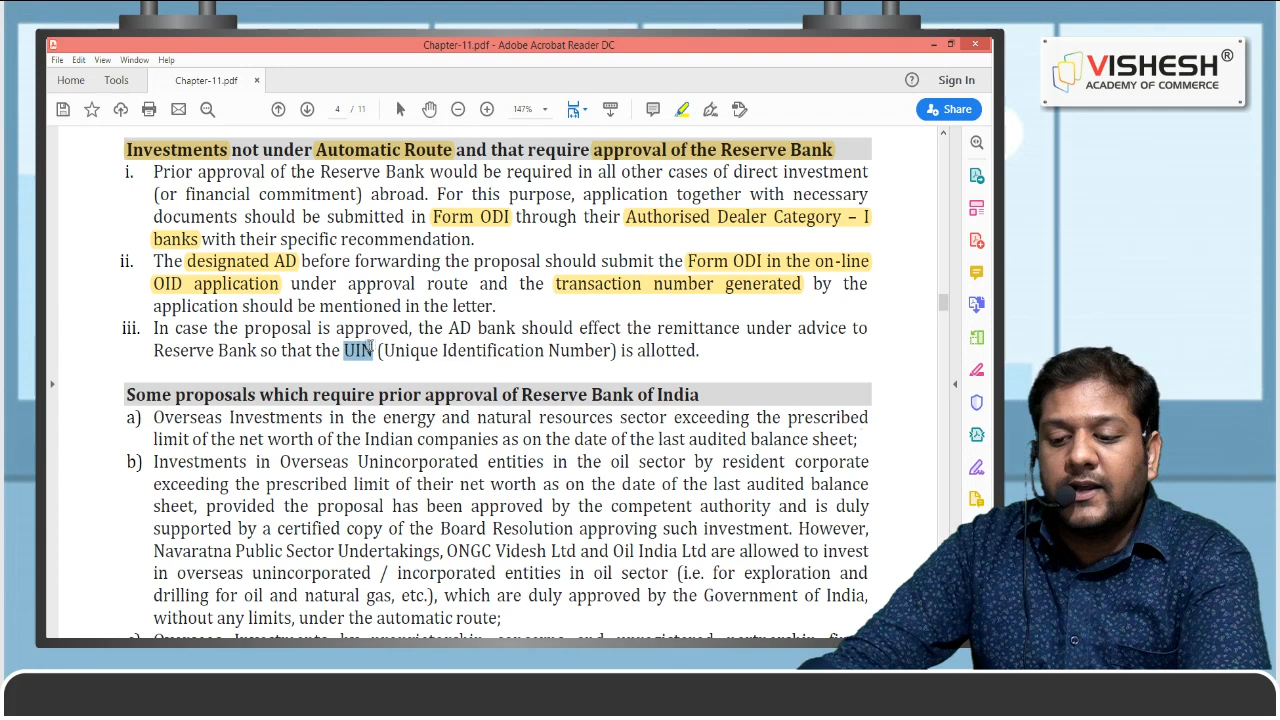 Chapter-11.pdf - Adobe Acrobat Reader DC
File Edit View Window Help
Home Tools Chapter-11.pdf × Sign In
4 / 11 147% Share
VISHESH®
ACADEMY OF COMMERCE
Investments not under Automatic Route and that require approval of the Reserve Bank
i. Prior approval of the Reserve Bank would be required in all other cases of direct investment
(or financial commitment) abroad. For this purpose, application together with necessary
documents should be submitted in Form ODI through their Authorised Dealer Category – I
banks with their specific recommendation.
ii. The designated AD before forwarding the proposal should submit the Form ODI in the on-line
OID application under approval route and the transaction number generated by the
application should be mentioned in the letter.
iii. In case the proposal is approved, the AD bank should effect the remittance under advice to
Reserve Bank so that the UIN (Unique Identification Number) is allotted.
Some proposals which require prior approval of Reserve Bank of India
a) Overseas Investments in the energy and natural resources sector exceeding the prescribed
limit of the net worth of the Indian companies as on the date of the last audited balance sheet;
b) Investments in Overseas Unincorporated entities in the oil sector by resident corporate
exceeding the prescribed limit of their net worth as on the date of the last audited balance
sheet, provided the proposal has been approved by the competent authority and is duly
supported by a certified copy of the Board Resolution approving such investment. However,
Navaratna Public Sector Undertakings, ONGC Videsh Ltd and Oil India Ltd are allowed to invest
in overseas unincorporated / incorporated entities in oil sector (i.e. for exploration and
drilling for oil and natural gas, etc.), which are duly approved by the Government of India,
without any limits, under the automatic route;
c) Overseas Investments by proprietorship concerns and unregistered partnership firms